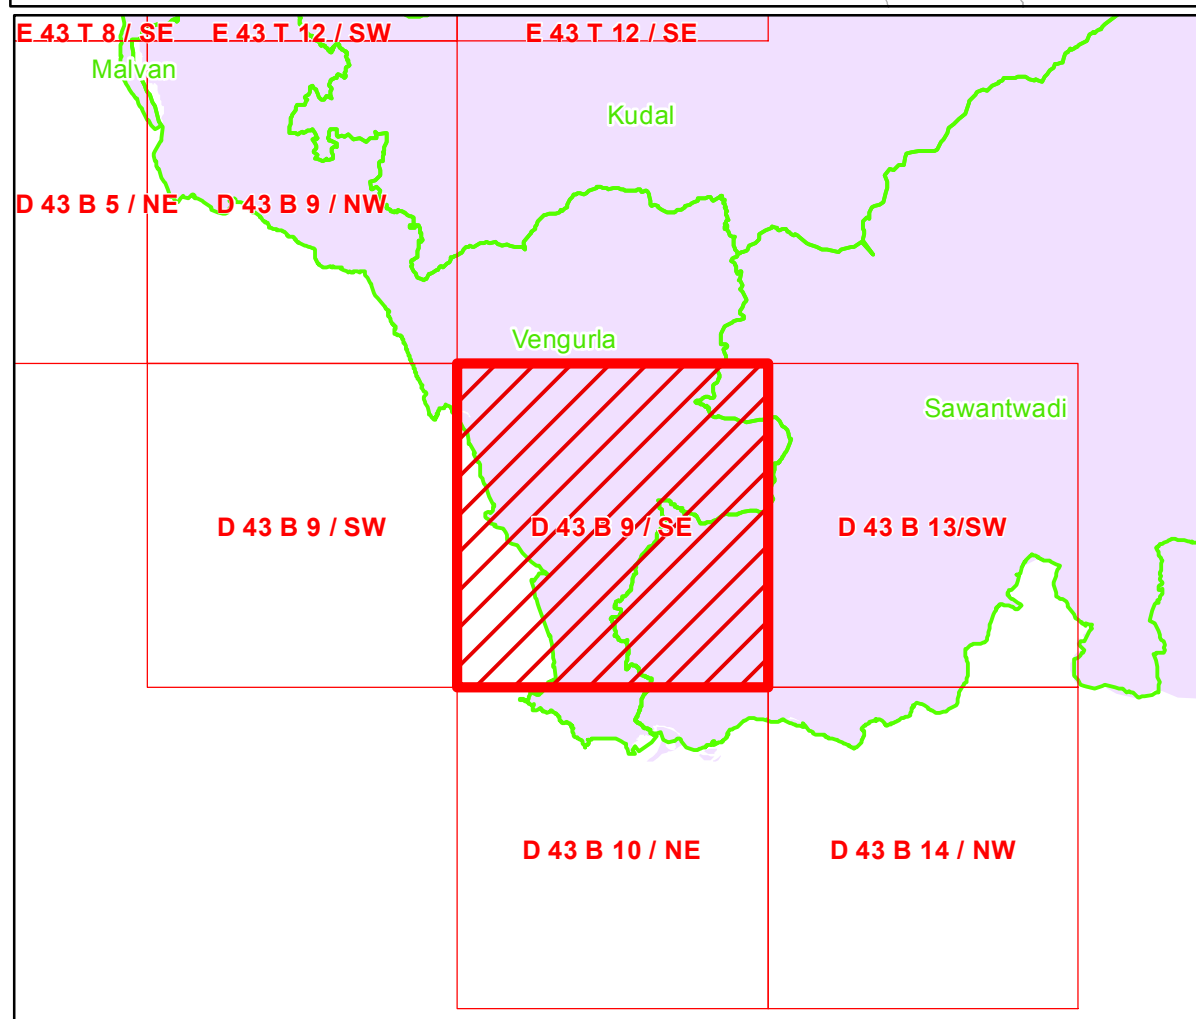 E 43 T 8 / SE
E 43 T 12 / SW
E 43 T 12 / SE
Malvan
Kudal
D 43 B 5 / NE
D 43 B 9 / NW
Vengurla
Sawantwadi
D 43 B 9 / SW
D 43 B 9 / SE
D 43 B 13/SW
D 43 B 10 / NE
D 43 B 14 / NW